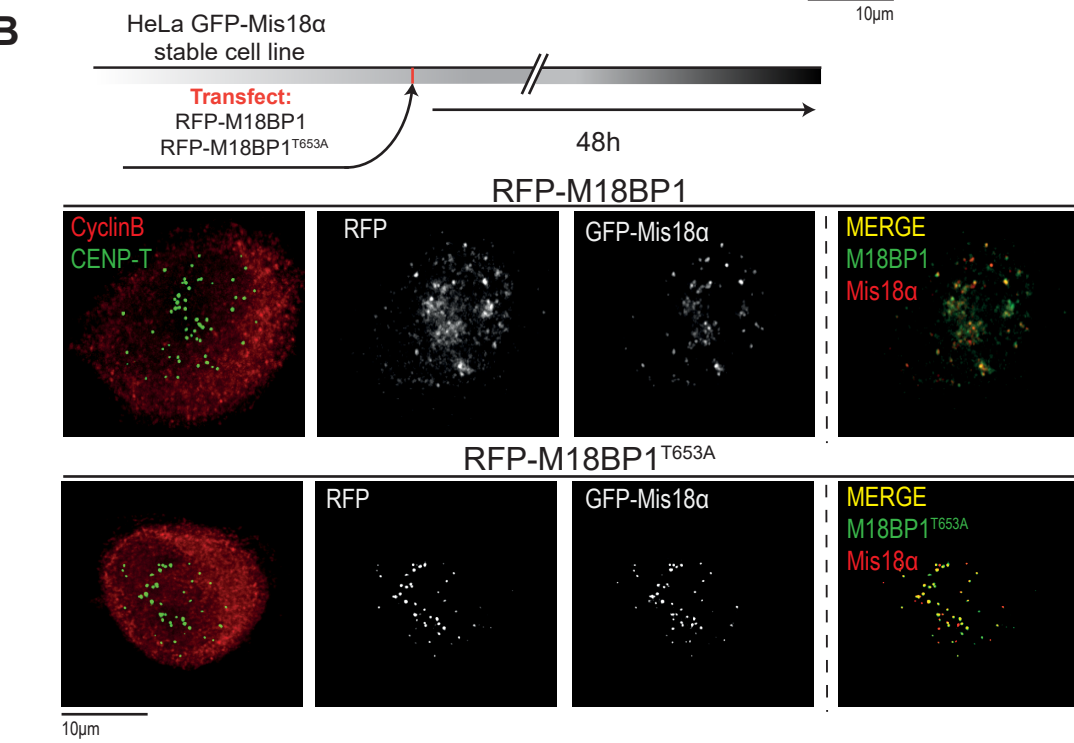 B
10µm
HeLa GFP-Mis18α
stable cell line
Transfect:
RFP-M18BP1
RFP-M18BP1T653A
48h
RFP-M18BP1
CyclinB
CENP-T
RFP
GFP-Mis18α
MERGE
M18BP1
Mis18α
RFP-M18BP1T653A
RFP
GFP-Mis18α
MERGE
M18BP1T653A
Mis18α
10µm